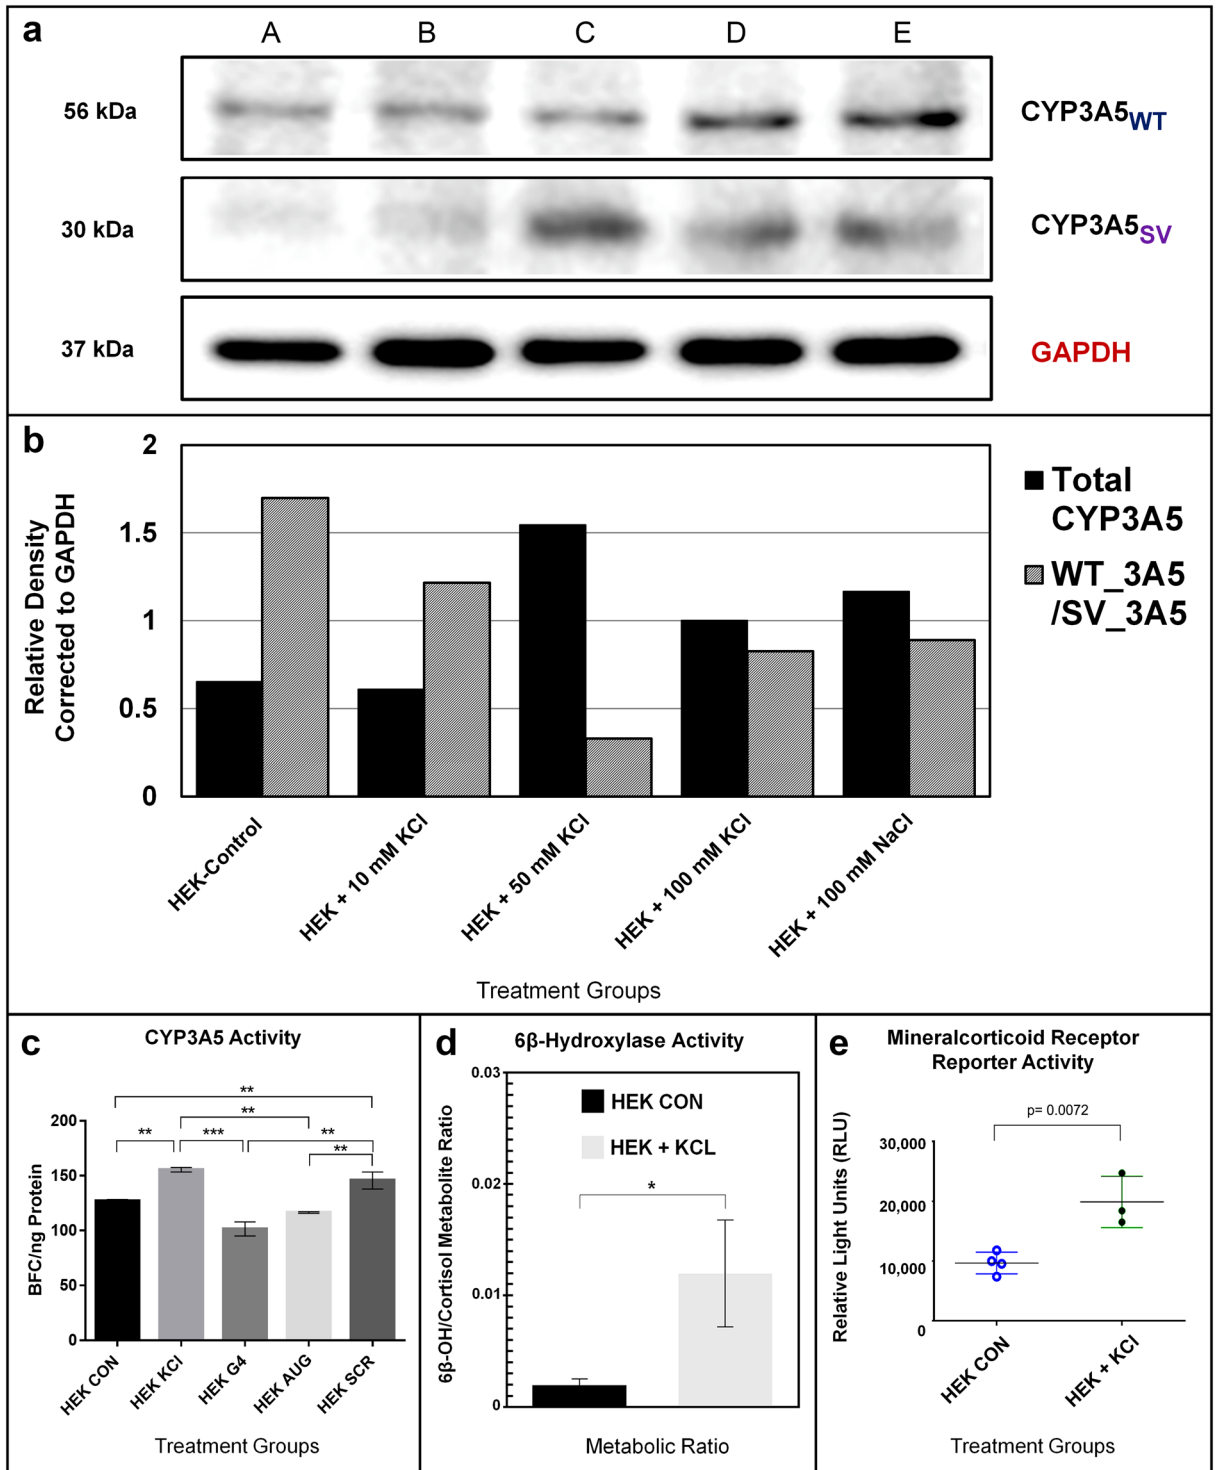 a
A B C D E
56 kDa
CYP3A5WT
30 kDa
CYP3A5SV
37 kDa
GAPDH
b
Relative Density
Corrected to GAPDH
2
1.5
1
0.5
0
Total
CYP3A5
WT_3A5
/SV_3A5
HEK-Control
HEK + 10 mM KCl
HEK + 50 mM KCl
HEK + 100 mM KCl
HEK + 100 mM NaCl
Treatment Groups
c
CYP3A5 Activity
BFC/ng Protein
200
150
100
50
0
**
**
** *** **
**
HEK CON
HEK KCl
HEK G4
HEK AUG
HEK SCR
Treatment Groups
d
6β-Hydroxylase Activity
6β-OH/Cortisol Metabolite Ratio
0.03
0.02
0.01
0
HEK CON
HEK + KCL
*
Metabolic Ratio
e
Mineralcorticoid Receptor
Reporter Activity
Relative Light Units (RLU)
p= 0.0072
30,000
20,000
10,000
0
HEK CON
HEK + KCl
Treatment Groups